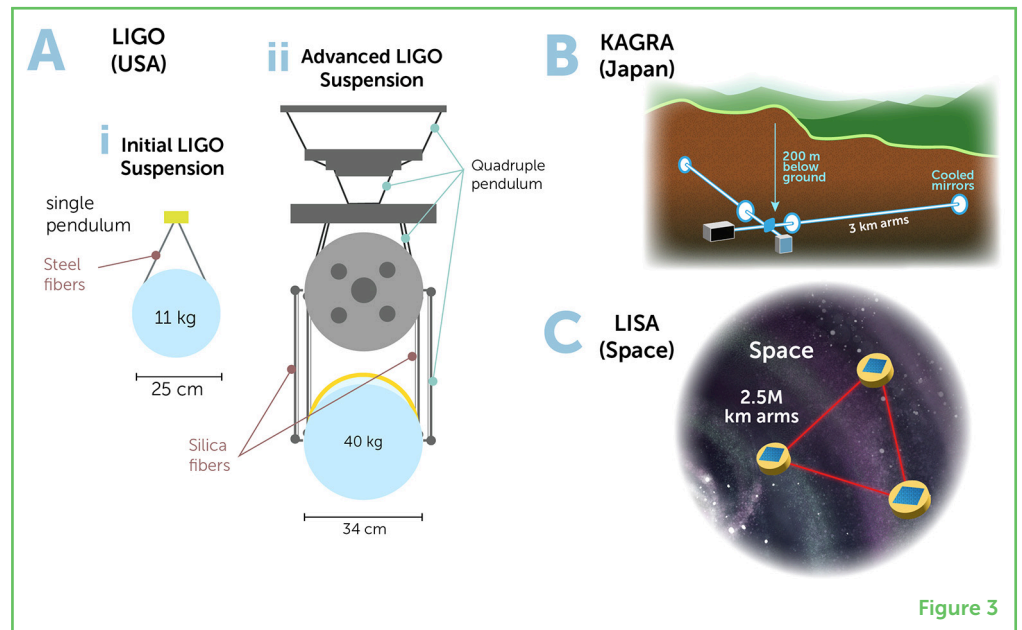 A
LIGO
(USA)
i
Initial LIGO
Suspension
single
pendulum
Steel
fibers
11 kg
25 cm
ii
Advanced LIGO
Suspension
Quadruple
pendulum
Silica
fibers
40 kg
34 cm
B
KAGRA
(Japan)
200 m
below
ground
Cooled
mirrors
3 km arms
C
LISA
(Space)
Space
2.5M
km arms
Figure 3